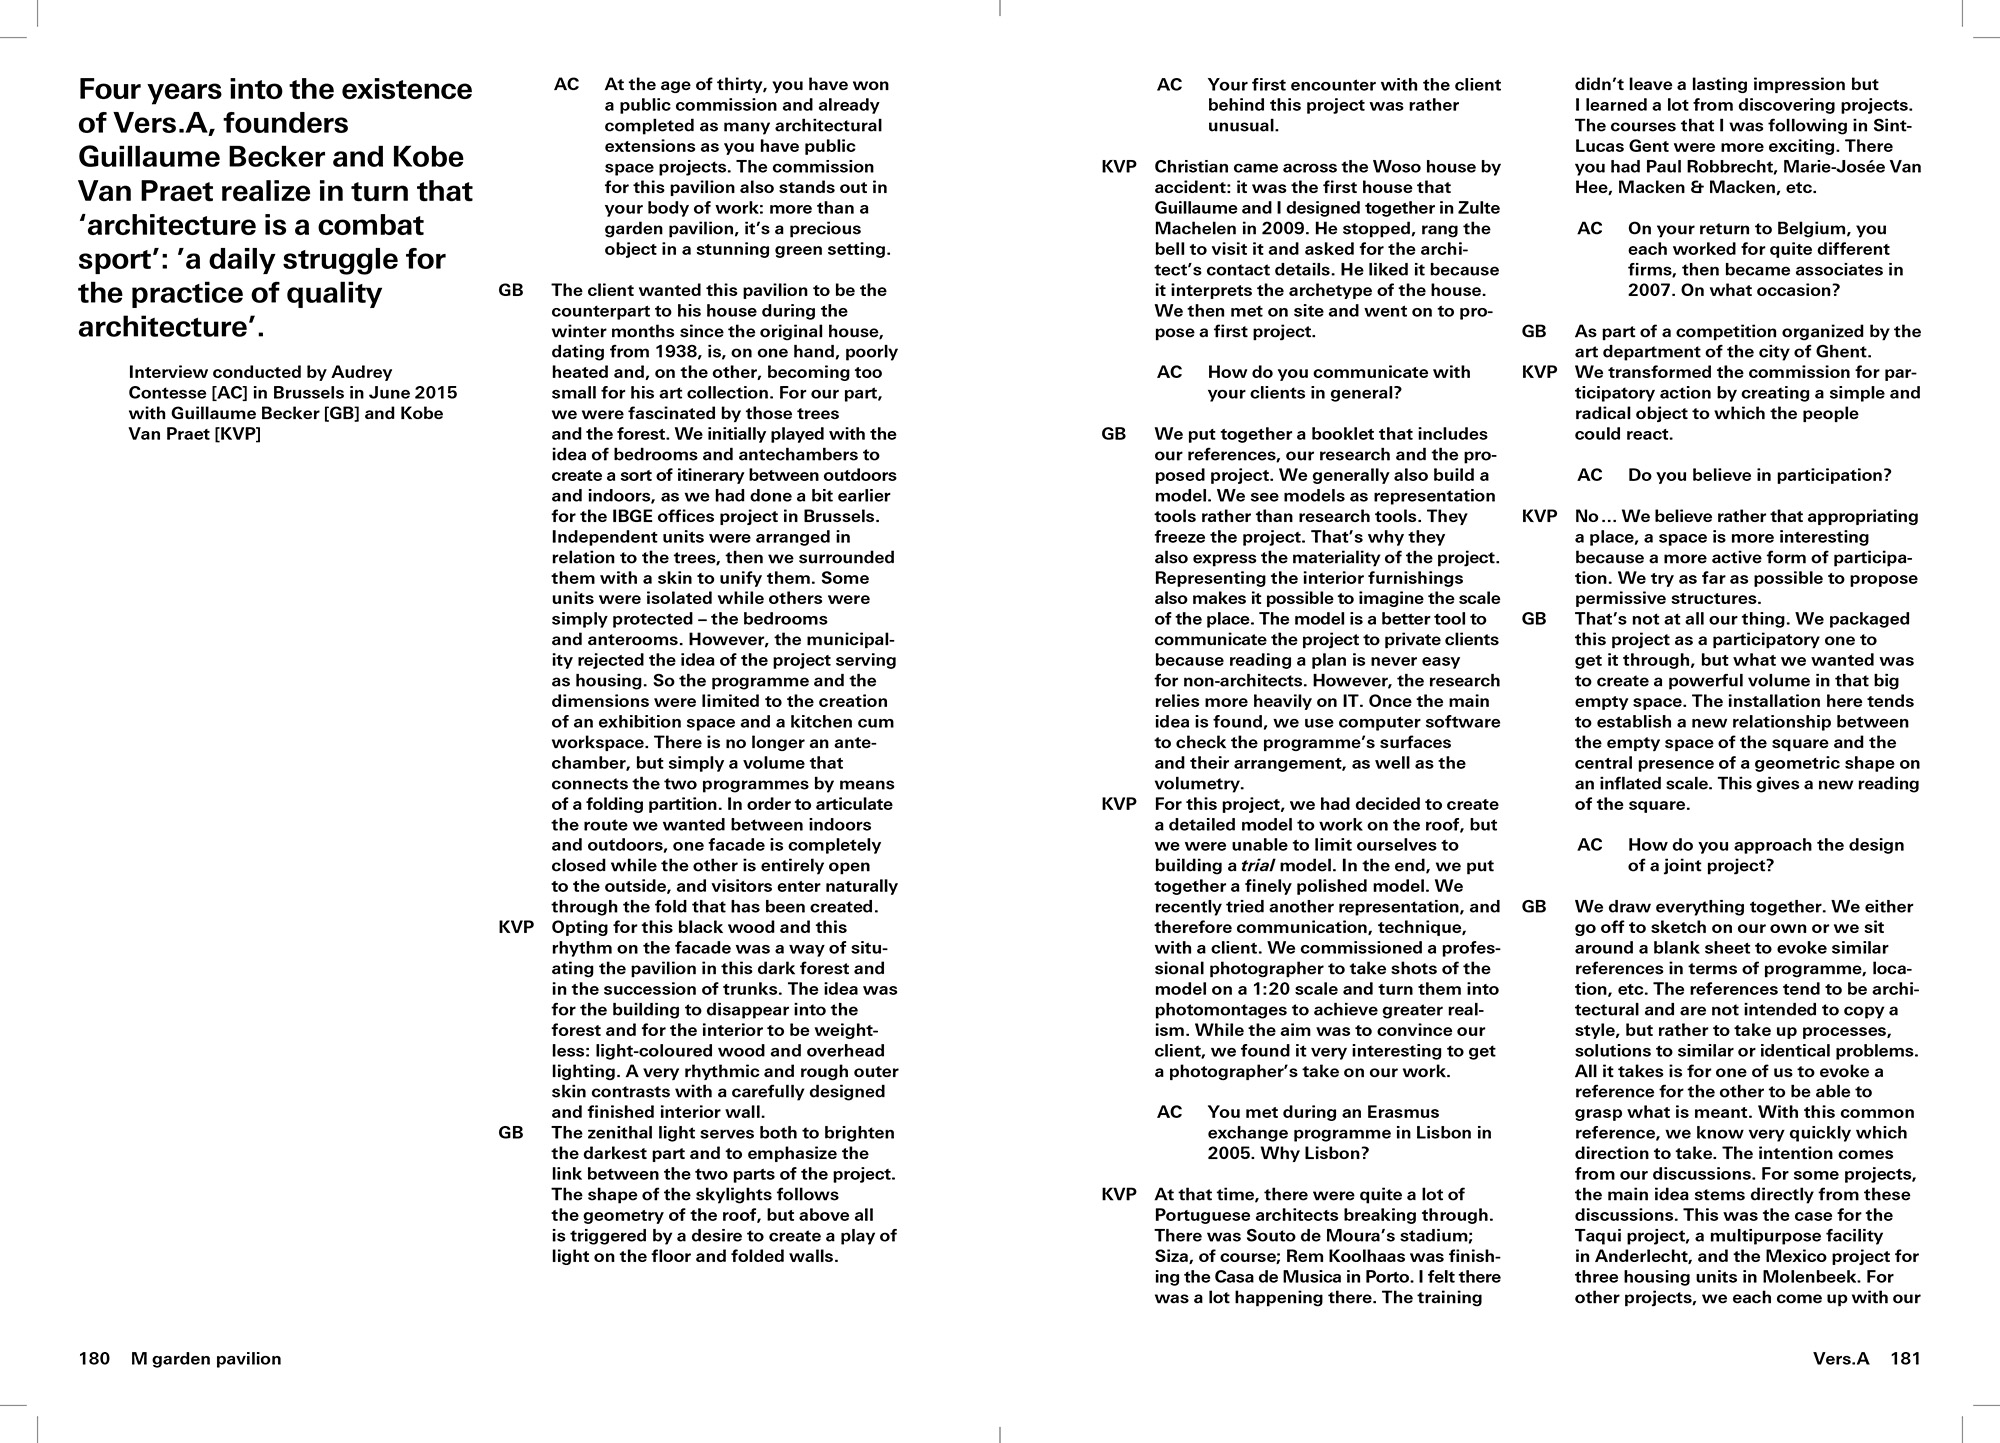 Four years into the existence
of Vers.A, founders
Guillaume Becker and Kobe
Van Praet realize in turn that
‘architecture is a combat
sport’: ’a daily struggle for
the practice of quality
architecture’.
Interview conducted by Audrey
Contesse [AC] in Brussels in June 2015
with Guillaume Becker [GB] and Kobe
Van Praet [KVP]
AC At the age of thirty, you have won
a public commission and already
completed as many architectural
extensions as you have public
space projects. The commission
for this pavilion also stands out in
your body of work: more than a
garden pavilion, it’s a precious
object in a stunning green setting.
GB The client wanted this pavilion to be the
counterpart to his house during the
winter months since the original house,
dating from 1938, is, on one hand, poorly
heated and, on the other, becoming too
small for his art collection. For our part,
we were fascinated by those trees
and the forest. We initially played with the
idea of bedrooms and antechambers to
create a sort of itinerary between outdoors
and indoors, as we had done a bit earlier
for the IBGE offices project in Brussels.
Independent units were arranged in
relation to the trees, then we surrounded
them with a skin to unify them. Some
units were isolated while others were
simply protected – the bedrooms
and anterooms. However, the municipal-
ity rejected the idea of the project serving
as housing. So the programme and the
dimensions were limited to the creation
of an exhibition space and a kitchen cum
workspace. There is no longer an ante-
chamber, but simply a volume that
connects the two programmes by means
of a folding partition. In order to articulate
the route we wanted between indoors
and outdoors, one facade is completely
closed while the other is entirely open
to the outside, and visitors enter naturally
through the fold that has been created.
KVP Opting for this black wood and this
rhythm on the facade was a way of situ-
ating the pavilion in this dark forest and
in the succession of trunks. The idea was
for the building to disappear into the
forest and for the interior to be weight-
less: light-coloured wood and overhead
lighting. A very rhythmic and rough outer
skin contrasts with a carefully designed
and finished interior wall.
GB The zenithal light serves both to brighten
the darkest part and to emphasize the
link between the two parts of the project.
The shape of the skylights follows
the geometry of the roof, but above all
is triggered by a desire to create a play of
light on the floor and folded walls.
180 M garden pavilion
AC Your first encounter with the client
behind this project was rather
unusual.
KVP Christian came across the Woso house by
accident: it was the first house that
Guillaume and I designed together in Zulte
Machelen in 2009. He stopped, rang the
bell to visit it and asked for the archi-
tect’s contact details. He liked it because
it interprets the archetype of the house.
We then met on site and went on to pro-
pose a first project.
AC How do you communicate with
your clients in general?
GB We put together a booklet that includes
our references, our research and the pro-
posed project. We generally also build a
model. We see models as representation
tools rather than research tools. They
freeze the project. That’s why they
also express the materiality of the project.
Representing the interior furnishings
also makes it possible to imagine the scale
of the place. The model is a better tool to
communicate the project to private clients
because reading a plan is never easy
for non-architects. However, the research
relies more heavily on IT. Once the main
idea is found, we use computer software
to check the programme’s surfaces
and their arrangement, as well as the
volumetry.
KVP For this project, we had decided to create
a detailed model to work on the roof, but
we were unable to limit ourselves to
building a trial model. In the end, we put
together a finely polished model. We
recently tried another representation, and
therefore communication, technique,
with a client. We commissioned a profes-
sional photographer to take shots of the
model on a 1:20 scale and turn them into
photomontages to achieve greater real-
ism. While the aim was to convince our
client, we found it very interesting to get
a photographer’s take on our work.
AC You met during an Erasmus
exchange programme in Lisbon in
2005. Why Lisbon?
KVP At that time, there were quite a lot of
Portuguese architects breaking through.
There was Souto de Moura’s stadium;
Siza, of course; Rem Koolhaas was finish-
ing the Casa de Musica in Porto. I felt there
was a lot happening there. The training
didn’t leave a lasting impression but
I learned a lot from discovering projects.
The courses that I was following in Sint-
Lucas Gent were more exciting. There
you had Paul Robbrecht, Marie-Josée Van
Hee, Macken & Macken, etc.
AC On your return to Belgium, you
each worked for quite different
firms, then became associates in
2007. On what occasion?
GB As part of a competition organized by the
art department of the city of Ghent.
KVP We transformed the commission for par-
ticipatory action by creating a simple and
radical object to which the people
could react.
AC Do you believe in participation?
KVP No… We believe rather that appropriating
a place, a space is more interesting
because a more active form of participa-
tion. We try as far as possible to propose
permissive structures.
GB That’s not at all our thing. We packaged
this project as a participatory one to
get it through, but what we wanted was
to create a powerful volume in that big
empty space. The installation here tends
to establish a new relationship between
the empty space of the square and the
central presence of a geometric shape on
an inflated scale. This gives a new reading
of the square.
AC How do you approach the design
of a joint project?
GB We draw everything together. We either
go off to sketch on our own or we sit
around a blank sheet to evoke similar
references in terms of programme, loca-
tion, etc. The references tend to be archi-
tectural and are not intended to copy a
style, but rather to take up processes,
solutions to similar or identical problems.
All it takes is for one of us to evoke a
reference for the other to be able to
grasp what is meant. With this common
reference, we know very quickly which
direction to take. The intention comes
from our discussions. For some projects,
the main idea stems directly from these
discussions. This was the case for the
Taqui project, a multipurpose facility
in Anderlecht, and the Mexico project for
three housing units in Molenbeek. For
other projects, we each come up with our
Vers.A 181